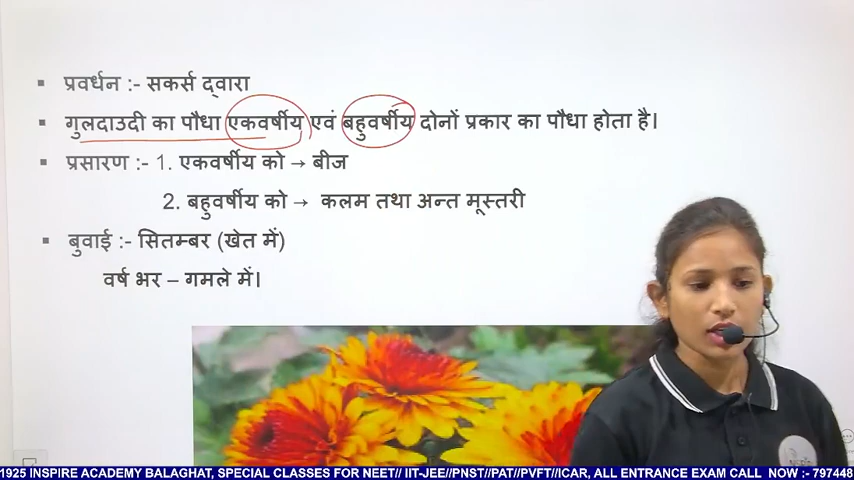 ▪ प्रवर्धन :- सकर्स द्वारा
▪ गुलदाउदी का पौधा एकवर्षीय एवं बहुवर्षीय दोनों प्रकार का पौधा होता है।
▪ प्रसारण :- 1. एकवर्षीय को → बीज
2. बहुवर्षीय को → कलम तथा अन्त मूस्तरी
▪ बुवाई :- सितम्बर (खेत में)
वर्ष भर – गमले में।
1925 INSPIRE ACADEMY BALAGHAT, SPECIAL CLASSES FOR NEET// IIT-JEE//PNST//PAT//PVFT//ICAR, ALL ENTRANCE EXAM CALL NOW :- 797448